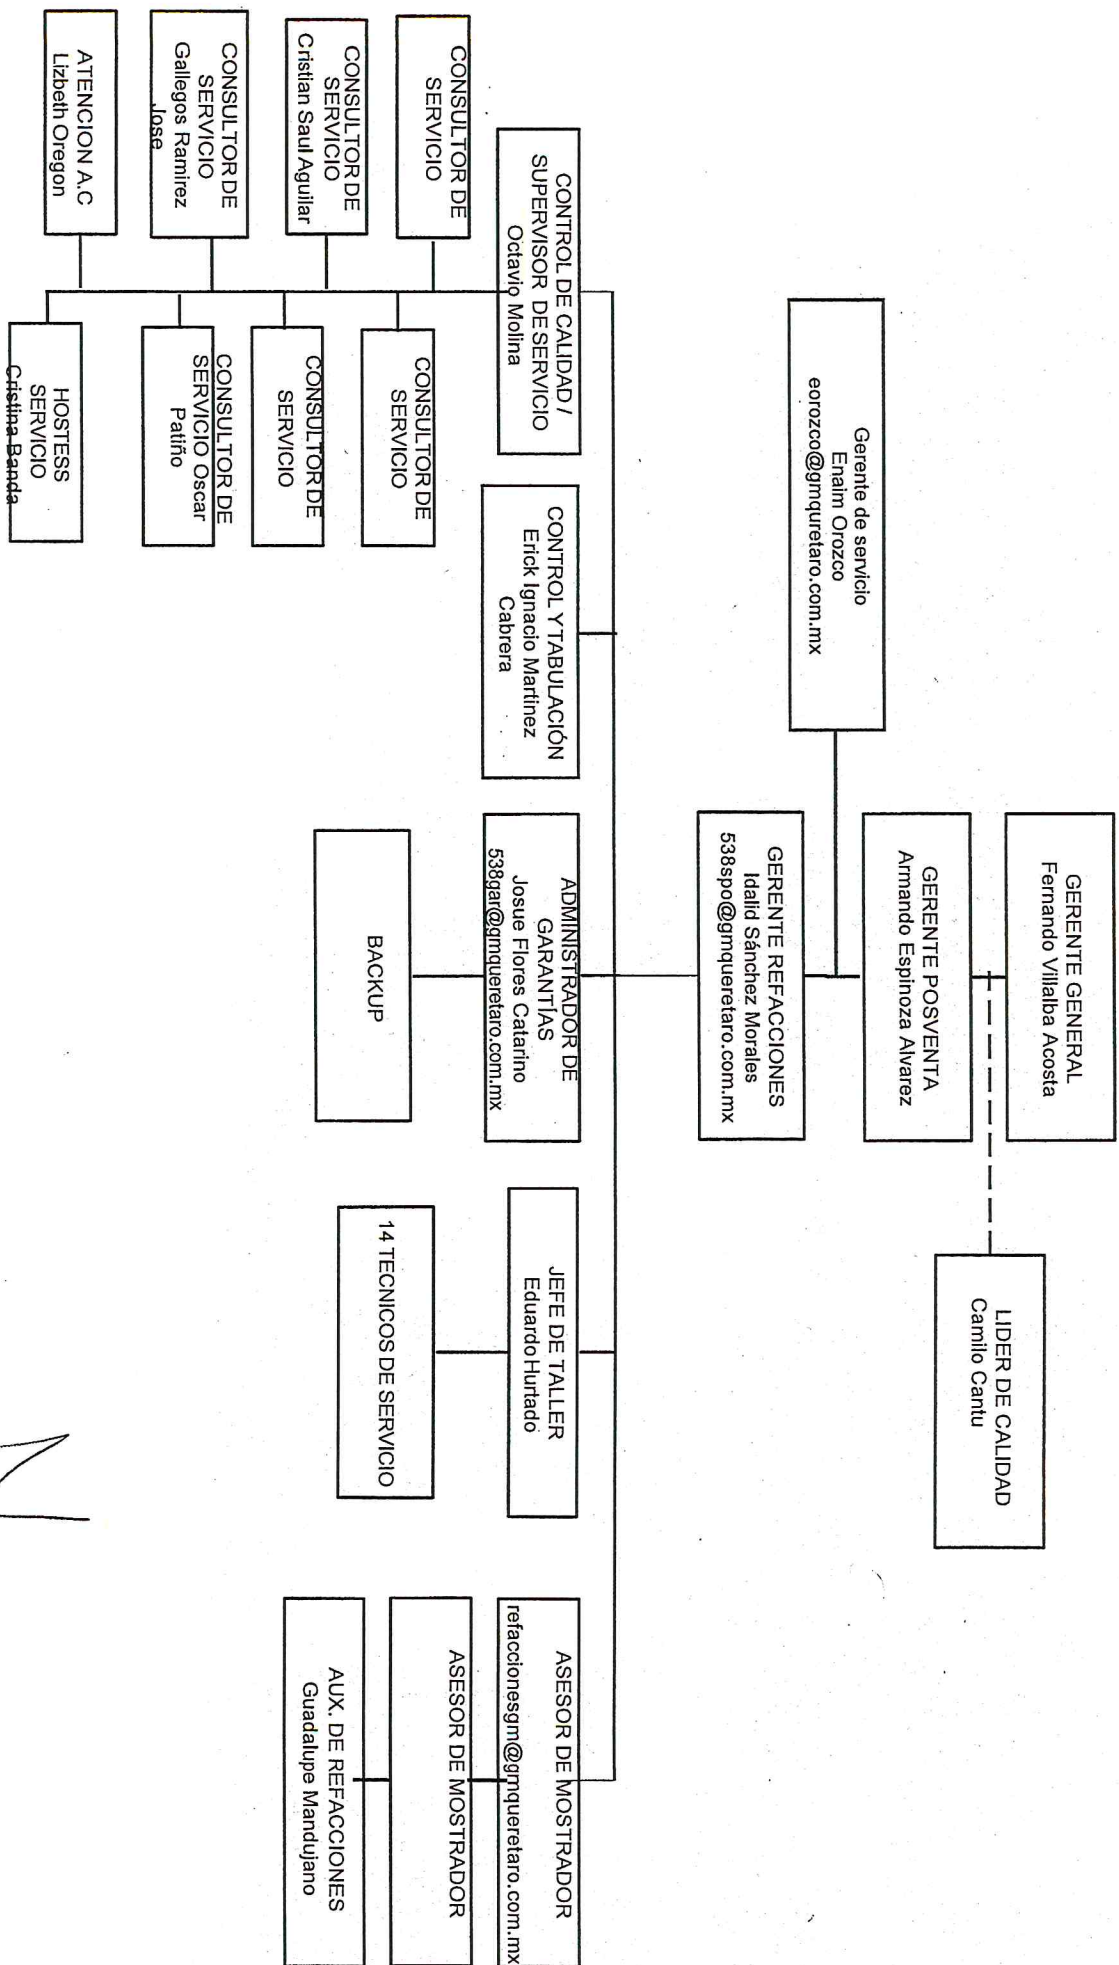 GERENTE GENERAL
Fernando Villalba Acosta
LIDER DE CALIDAD
Camilo Cantu
GERENTE POSVENTA
Armando Espinoza Alvarez
Gerente de servicio
Enaim Orozco
eorozco@gmquretaro.com.mx
GERENTE REFACCIONES
Idalid Sánchez Morales
538spo@gmqueretaro.com.mx
CONTROL DE CALIDAD /
SUPERVISOR DE SERVICIO
Octavio Molina
CONTROL Y TABULACIÓN
Erick Ignacio Martinez
Cabrera
ADMINISTRADOR DE
GARANTÍAS
Josue Flores Catarino
538gar@gmqueretaro.com.mx
JEFE DE TALLER
Eduardo Hurtado
ASESOR DE MOSTRADOR
refaccionesgm@gmqueretaro.com.mx
CONSULTOR DE
SERVICIO
CONSULTOR DE
SERVICIO
BACKUP
14 TECNICOS DE SERVICIO
ASESOR DE MOSTRADOR
CONSULTOR DE
SERVICIO
Cristian Saul Aguilar
CONSULTOR DE
SERVICIO
AUX. DE REFACCIONES
Guadalupe Mandujano
CONSULTOR DE
SERVICIO
Gallegos Ramirez
Jose
CONSULTOR DE
SERVICIO Oscar
Patiño
ATENCION A.C
Lizbeth Oregon
HOSTESS
SERVICIO
Cristina Banda